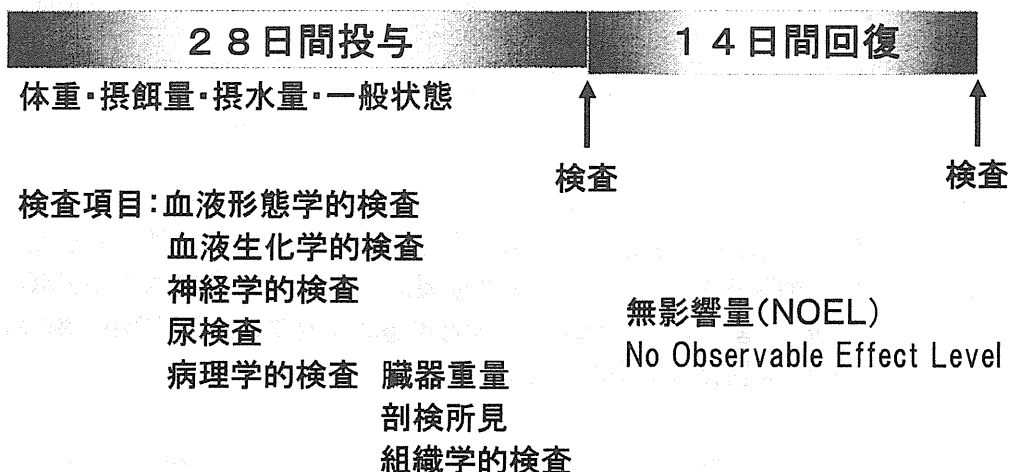 28日間投与
14日間回復
体重・摂餌量・摂水量・一般状態
検査
検査
検査項目：血液形態学的検査
血液生化学的検査
神経学的検査
尿検査
病理学的検査 臓器重量
剖検所見
組織学的検査
無影響量(NOEL)
No Observable Effect Level